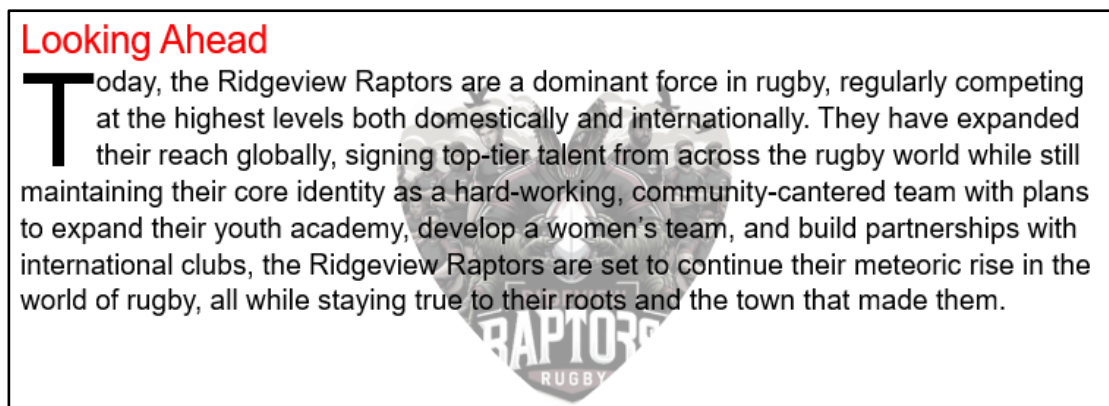 Looking Ahead
Today, the Ridgeview Raptors are a dominant force in rugby, regularly competing
at the highest levels both domestically and internationally. They have expanded
their reach globally, signing top-tier talent from across the rugby world while still
maintaining their core identity as a hard-working, community-cantered team with plans
to expand their youth academy, develop a women's team, and build partnerships with
international clubs, the Ridgeview Raptors are set to continue their meteoric rise in the
world of rugby, all while staying true to their roots and the town that made them.
RAPTORS
RUGBY